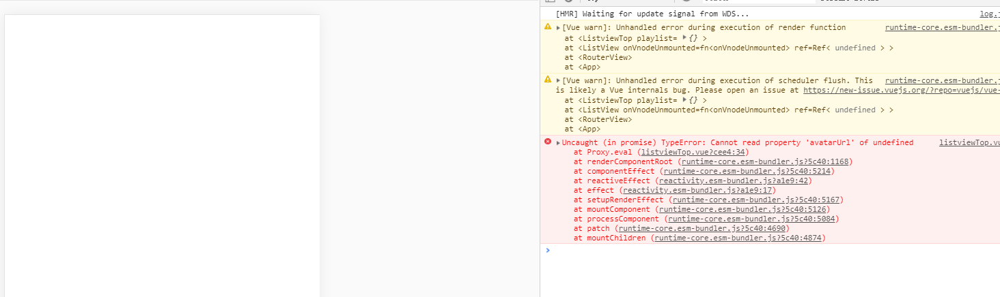 [HMR] Waiting for update signal from WDS... log.j
[Vue warn]: Unhandled error during execution of render function runtime-core.esm-bundler.j
at <ListviewTop playlist= ▶{} >
at <ListView onVnodeUnmounted=fn<onVnodeUnmounted> ref=Ref< undefined > >
at <RouterView>
at <App>
[Vue warn]: Unhandled error during execution of scheduler flush. This runtime-core.esm-bundler.j
is likely a Vue internals bug. Please open an issue at https://new-issue.vuejs.org/?repo=vuejs/vue-
at <ListviewTop playlist= ▶{} >
at <ListView onVnodeUnmounted=fn<onVnodeUnmounted> ref=Ref< undefined > >
at <RouterView>
at <App>
Uncaught (in promise) TypeError: Cannot read property 'avatarUrl' of undefined listviewTop.vu
at Proxy.eval (listviewTop.vue?cee4:34)
at renderComponentRoot (runtime-core.esm-bundler.js?5c40:1168)
at componentEffect (runtime-core.esm-bundler.js?5c40:5214)
at reactiveEffect (reactivity.esm-bundler.js?a1e9:42)
at effect (reactivity.esm-bundler.js?a1e9:17)
at setupRenderEffect (runtime-core.esm-bundler.js?5c40:5167)
at mountComponent (runtime-core.esm-bundler.js?5c40:5126)
at processComponent (runtime-core.esm-bundler.js?5c40:5084)
at patch (runtime-core.esm-bundler.js?5c40:4690)
at mountChildren (runtime-core.esm-bundler.js?5c40:4874)